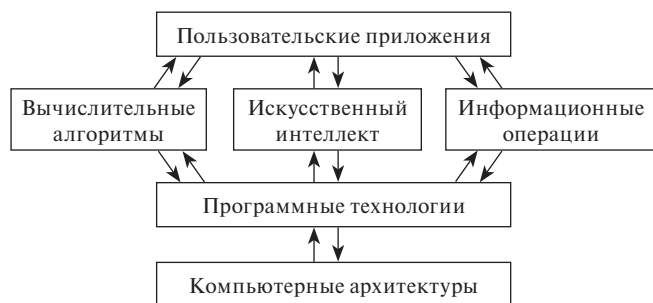 Пользовательские приложения
Вычислительные
алгоритмы
Искусственный
интеллект
Информационные
операции
Программные технологии
Компьютерные архитектуры